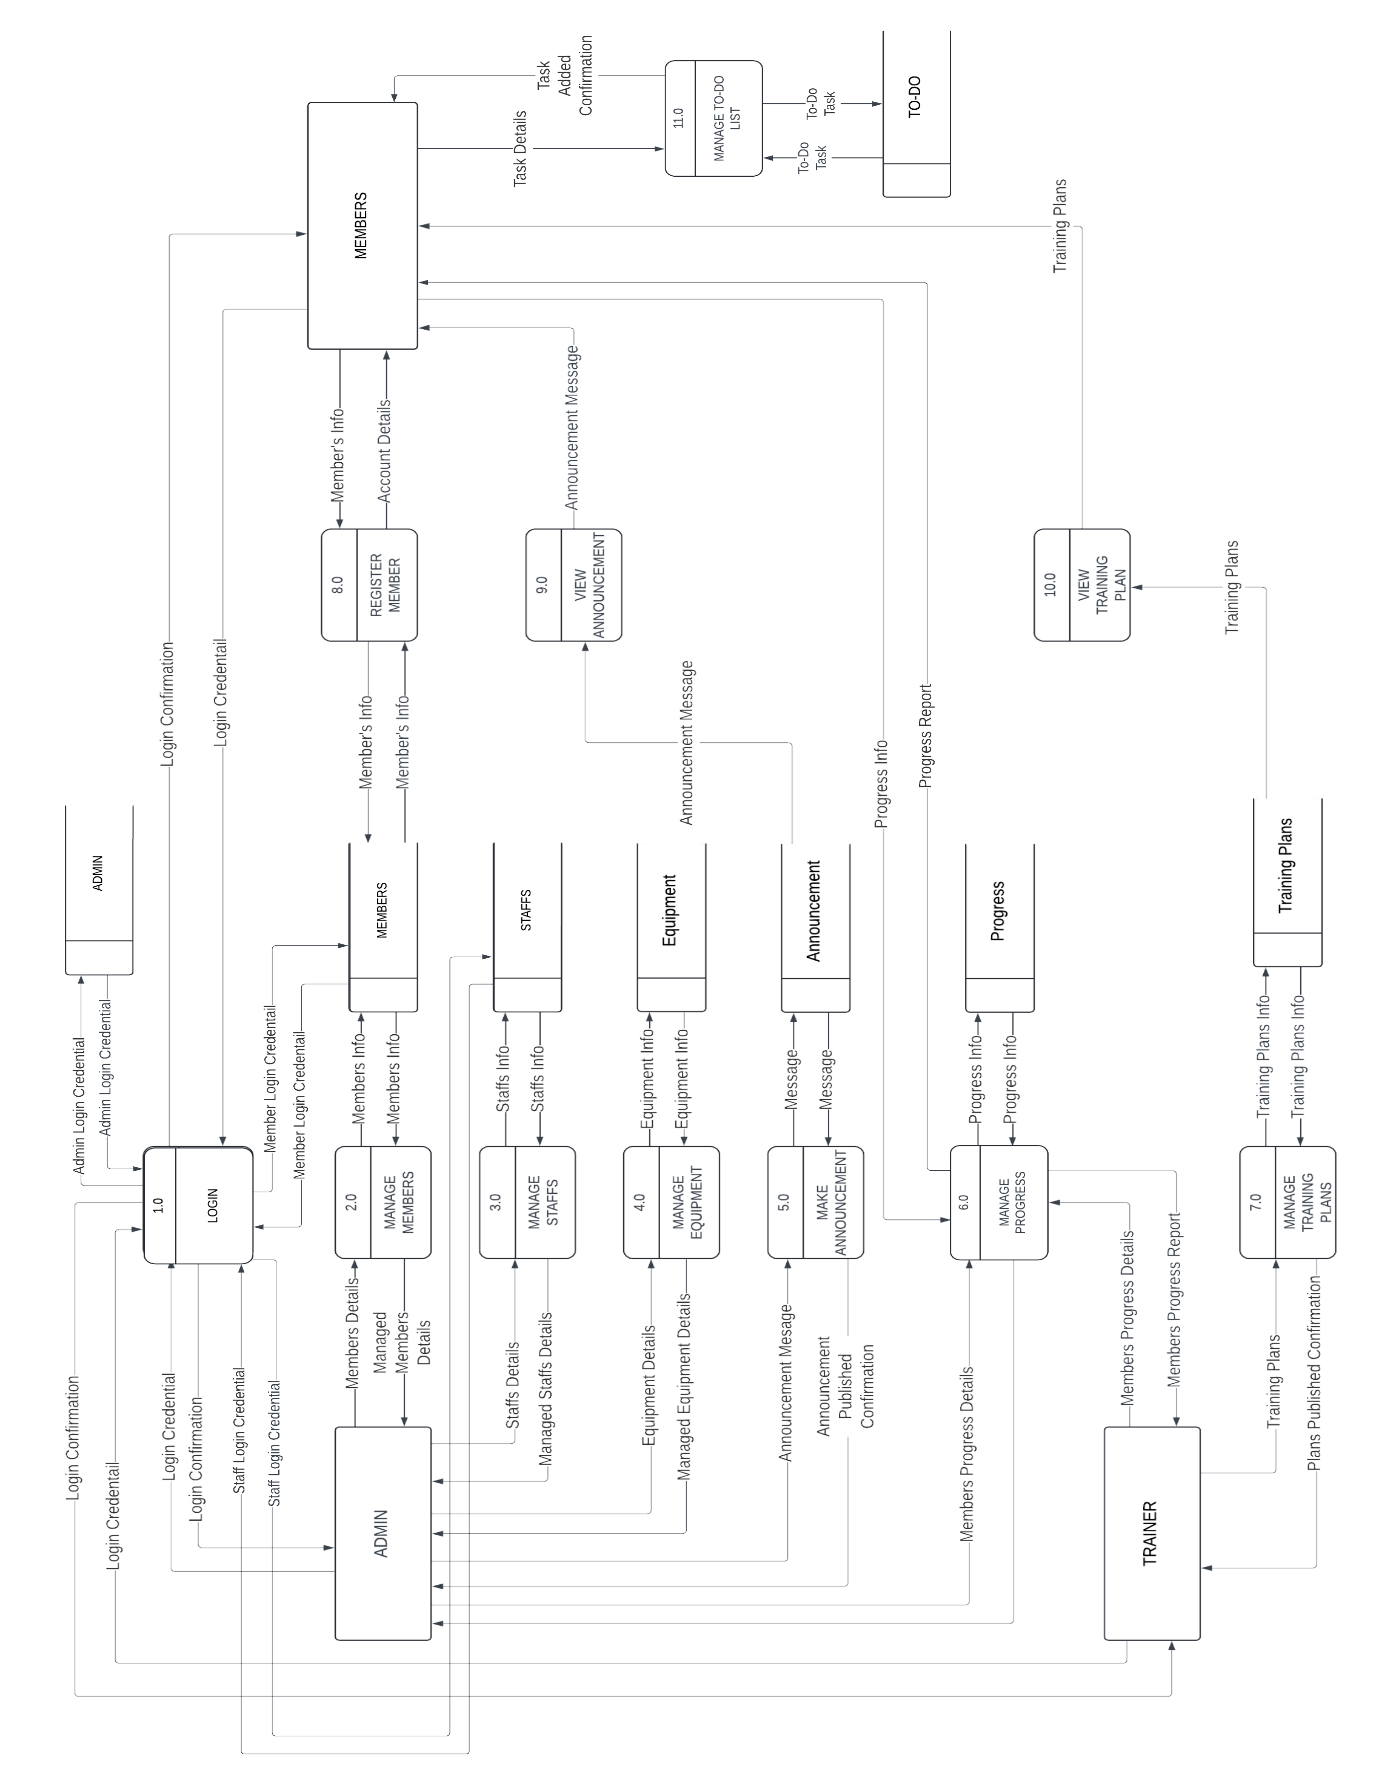 Login Confirmation
Admin Login Credential
ADMIN
Login Credentail
Admin Login Credential
Login Credential
1.0
LOGIN
Login Confirmation
Login Confirmation
Login Credentail
Staff Login Credential
Member Login Credentail
Staff Login Credential
Member Login Credentail
ADMIN
Members Details
Managed
Members
Details
2.0
MANAGE
MEMBERS
Members Info
Members Info
MEMBERS
Member's Info
Member's Info
8.0
REGISTER
MEMBER
Member's Info
Account Details
MEMBERS
Staffs Details
Managed Staffs Details
3.0
MANAGE
STAFFS
Staffs Info
Staffs Info
STAFFS
9.0
VIEW
ANNOUNCEMENT
Announcement Message
Task Details
Task
Added
Confirmation
Equipment Details
Managed Equipment Details
4.0
MANAGE
EQUIPMENT
Equipment Info
Equipment Info
Equipment
Announcement Message
11.0
MANAGE TO-DO
LIST
Announcement Mesage
Announcement
Published
Confirmation
5.0
MAKE
ANNOUNCEMENT
Message
Message
Announcement
To-Do
Task
To-Do
Task
TO-DO
Progress Info
Progress Report
Members Progress Details
6.0
MANAGE
PROGRESS
Progress Info
Progress Info
Progress
10.0
VIEW
TRAINING
PLAN
Training Plans
TRAINER
Members Progress Details
Members Progress Report
Training Plans
Training Plans
Plans Published Confirmation
7.0
MANAGE
TRAINING
PLANS
Training Plans Info
Training Plans Info
Training Plans